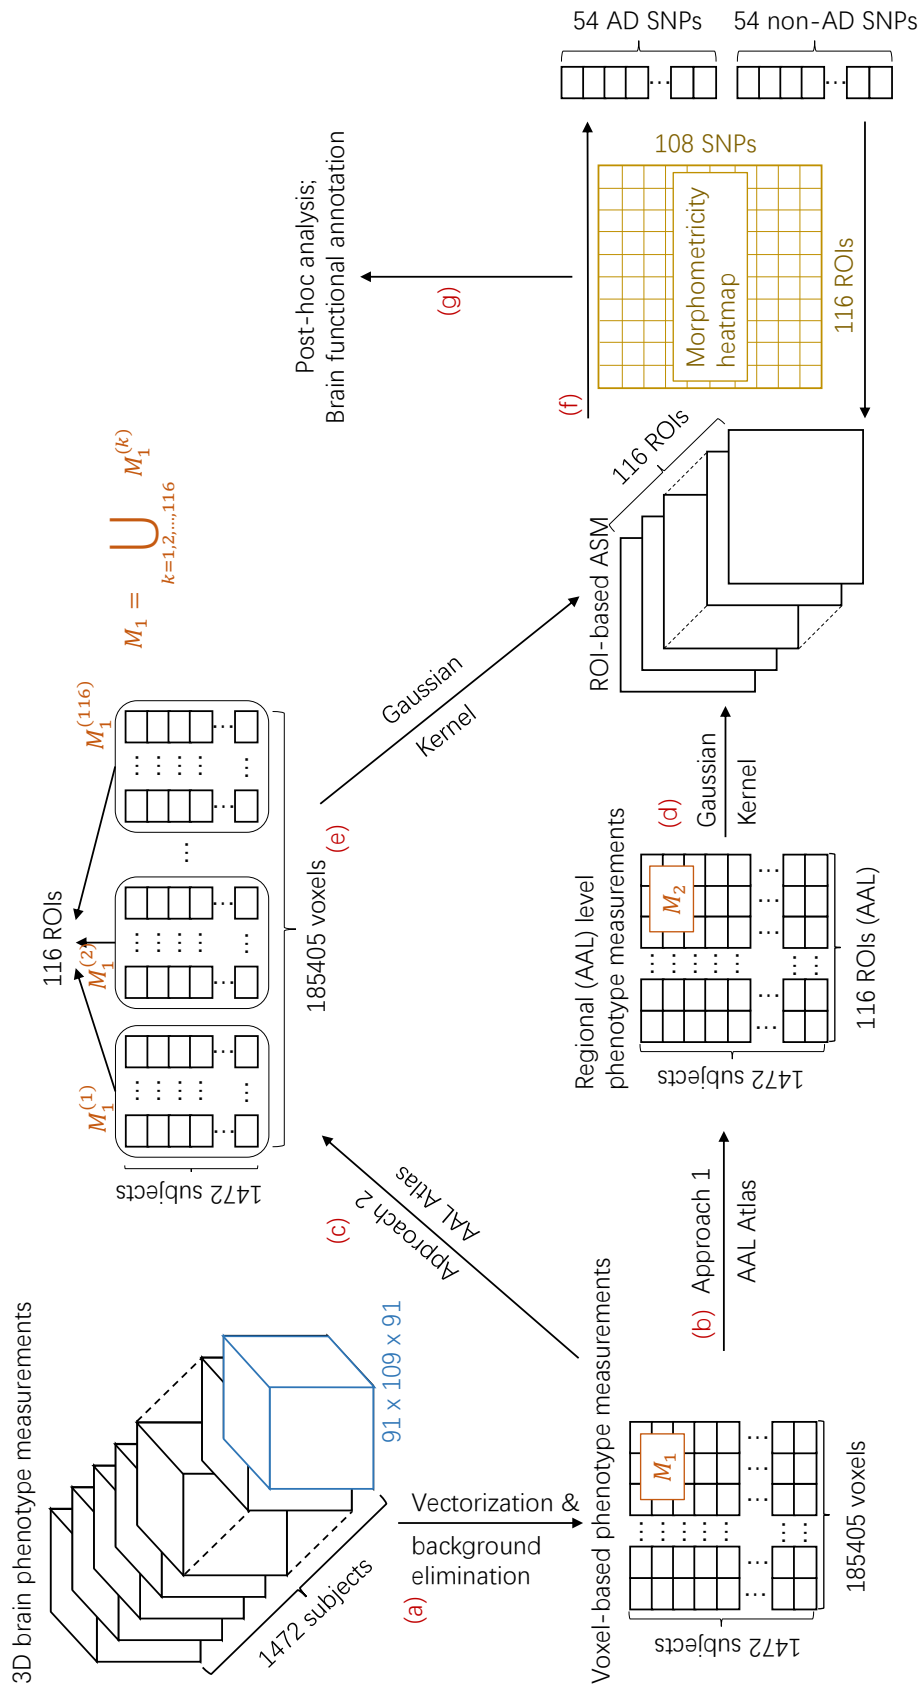 3D brain phenotype measurements
91 x 109 x 91
1472 subjects
(a)
Vectorization &
background
elimination
Voxel-based phenotype measurements
M₁
1472 subjects
185405 voxels
(b)
Approach 1
AAL Atlas
(c)
Approach 2
AAL Atlas
116 ROIs
M₁⁽¹⁾
M₁⁽²⁾
M₁⁽¹¹⁶⁾
1472 subjects
185405 voxels
M₁ = ⋃ M₁⁽ᵏ⁾
k=1,2,...,116
Regional (AAL) level
phenotype measurements
M₂
1472 subjects
116 ROIs (AAL)
(d)
Gaussian
Kernel
(e)
Gaussian
Kernel
ROI-based ASM
116 ROIs
(f)
108 SNPs
Morphometricity
heatmap
116 ROIs
(g)
Post-hoc analysis;
Brain functional annotation
54 AD SNPs
54 non-AD SNPs